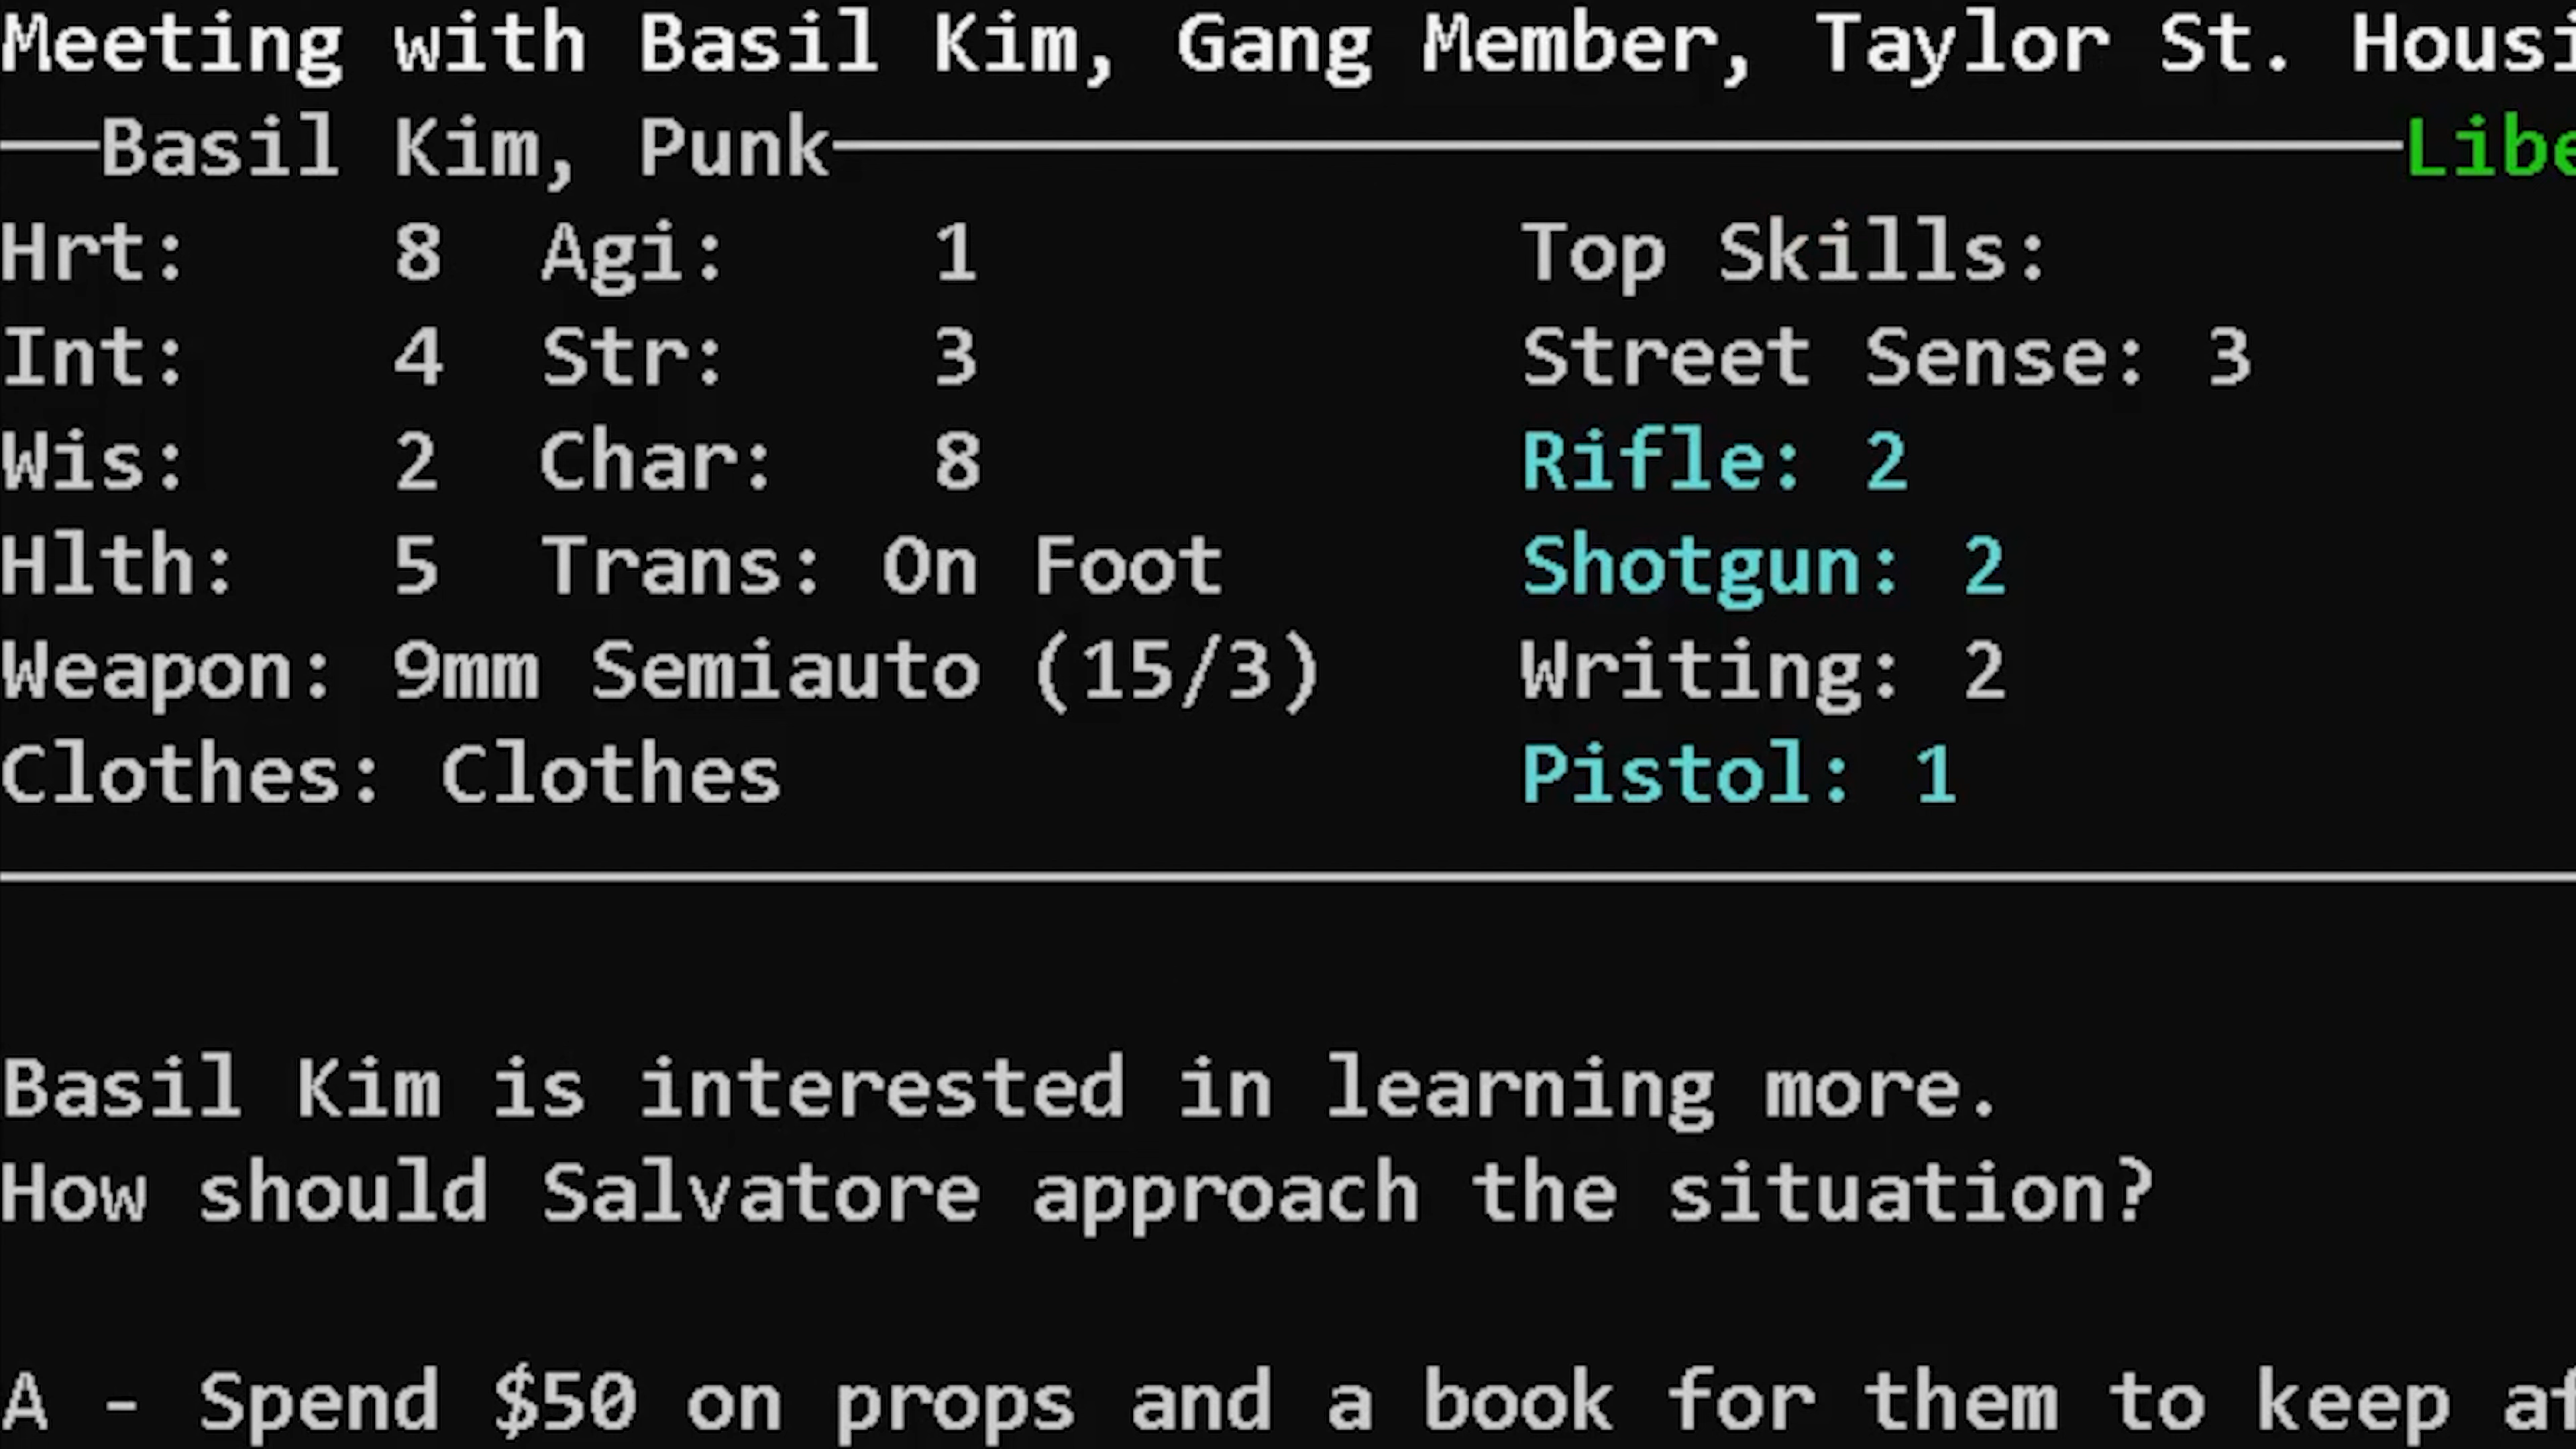 Meeting with Basil Kim, Gang Member, Taylor St. Housi
Basil Kim, Punk Libe
Hrt: 8 Agi: 1 Top Skills:
Int: 4 Str: 3 Street Sense: 3
Wis: 2 Char: 8 Rifle: 2
Hlth: 5 Trans: On Foot Shotgun: 2
Weapon: 9mm Semiauto (15/3) Writing: 2
Clothes: Clothes Pistol: 1
Basil Kim is interested in learning more.
How should Salvatore approach the situation?
A - Spend $50 on props and a book for them to keep af